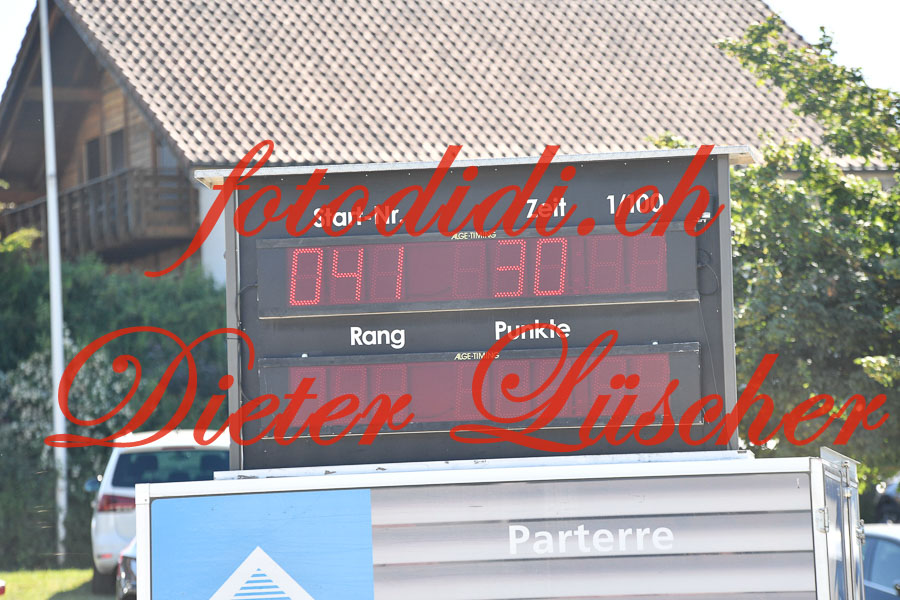 fotodidi.ch
Start-Nr. Zeit 1/100
ALGE-TIMING
041 30
Rang Punkte
ALGE-TIMING
Dieter Lüscher
Parterre